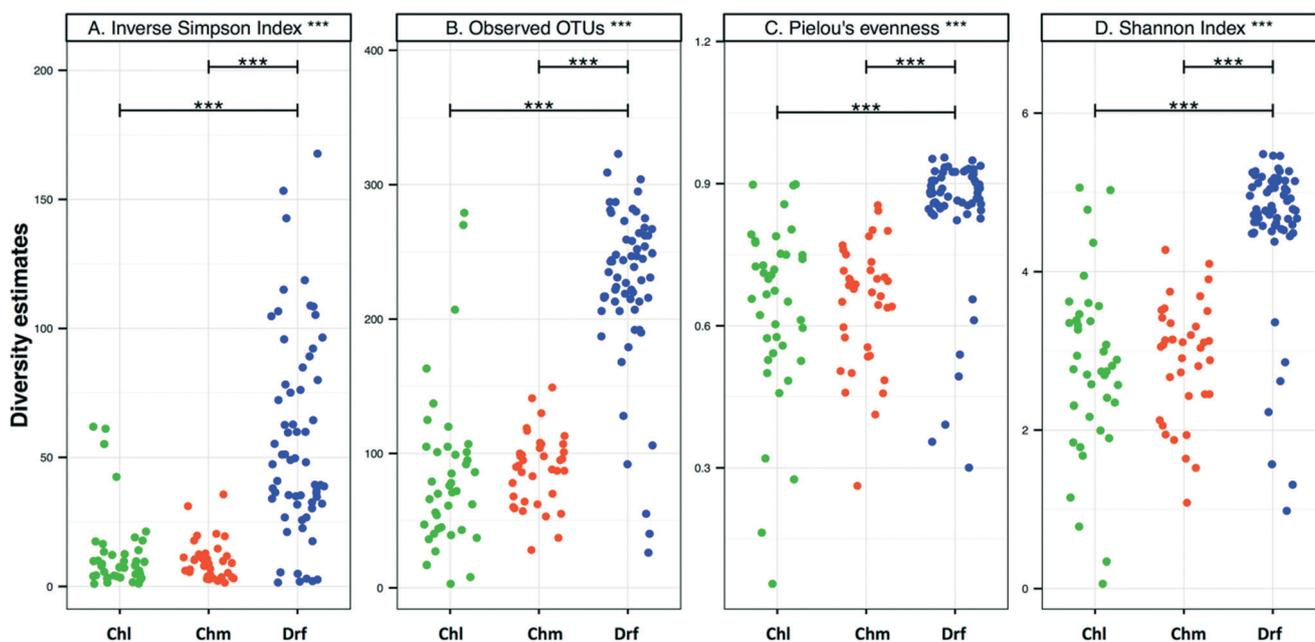 A. Inverse Simpson Index ***
B. Observed OTUs ***
C. Pielou's evenness ***
D. Shannon Index ***
Diversity estimates
200
150
100
50
0
***
***
Chl Chm Drf
400
300
200
100
0
***
***
Chl Chm Drf
1.2
0.9
0.6
0.3
***
***
Chl Chm Drf
6
4
2
0
***
***
Chl Chm Drf